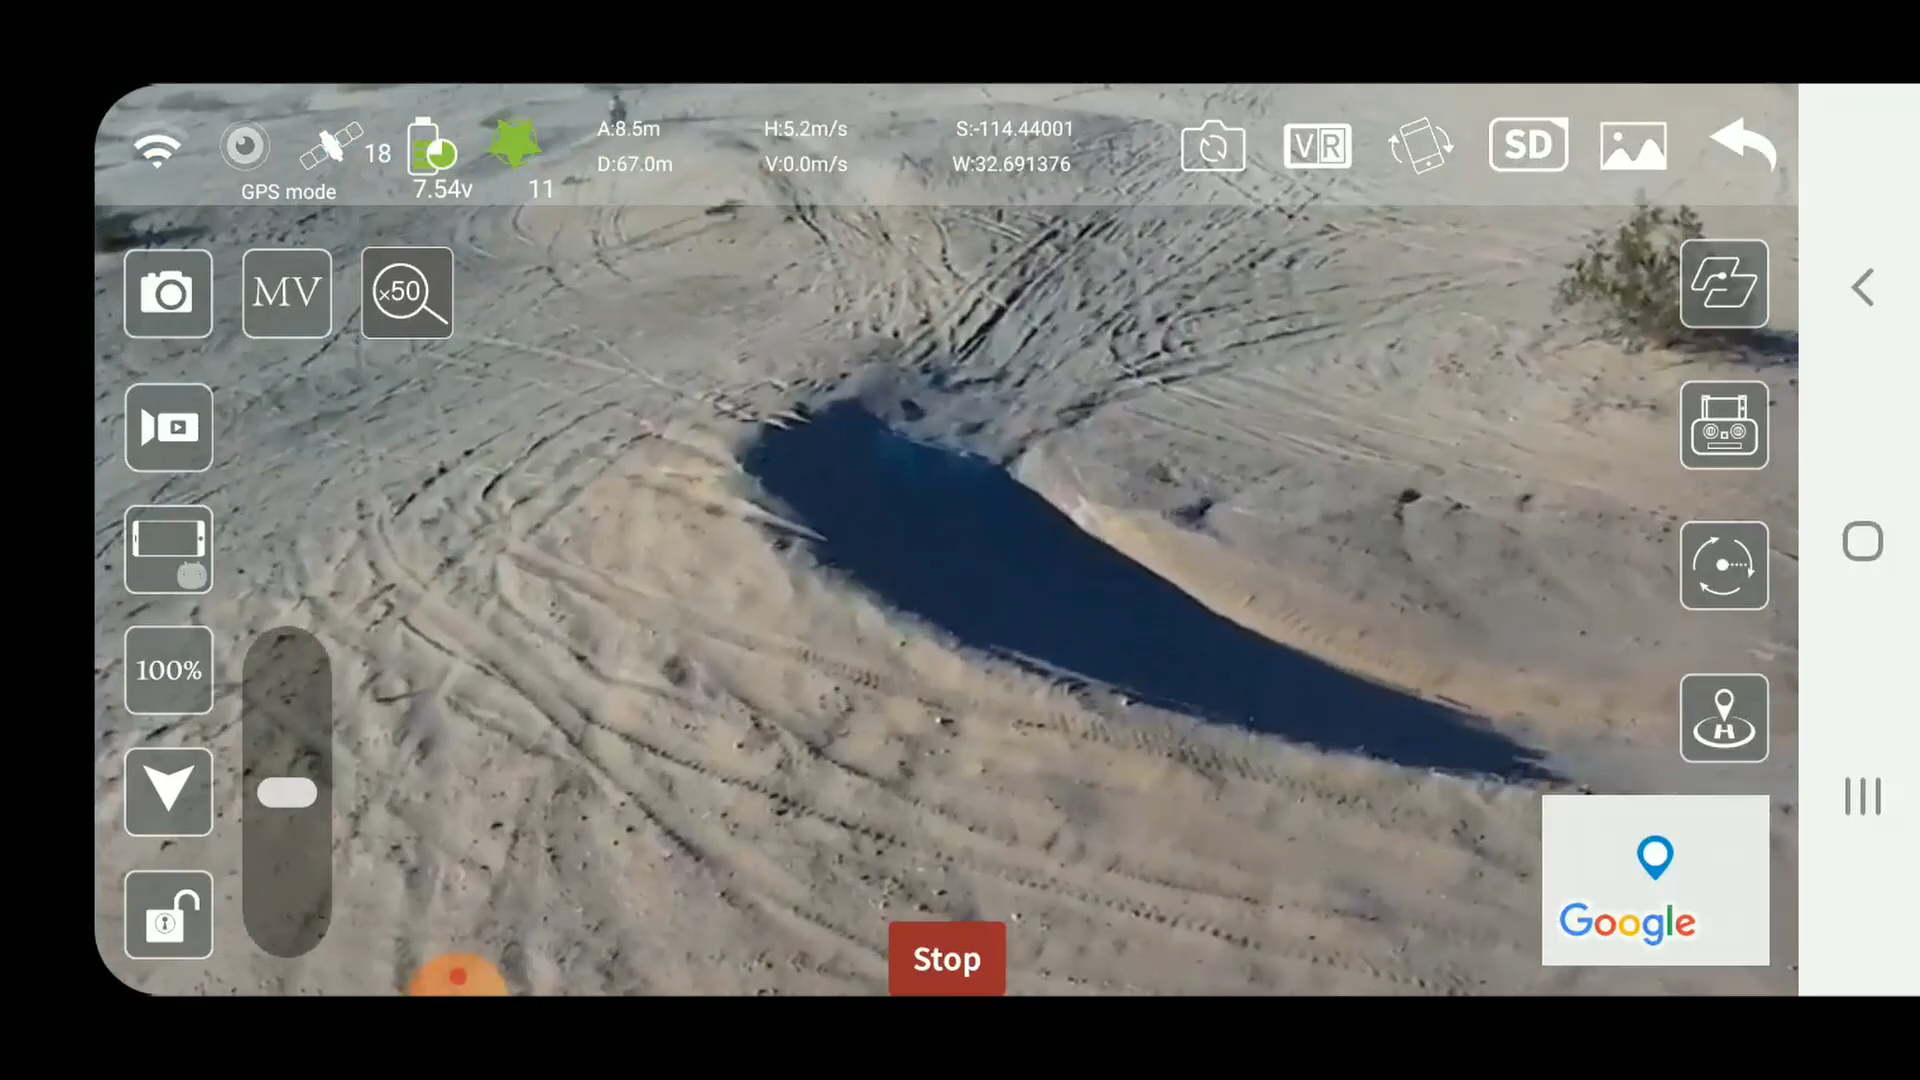 A:8.5m
H:5.2m/s
S:-114.44001
D:67.0m
V:0.0m/s
W:32.691376
18
GPS mode
7.54v
11
VR
SD
MV
×50
100%
H
Stop
Google